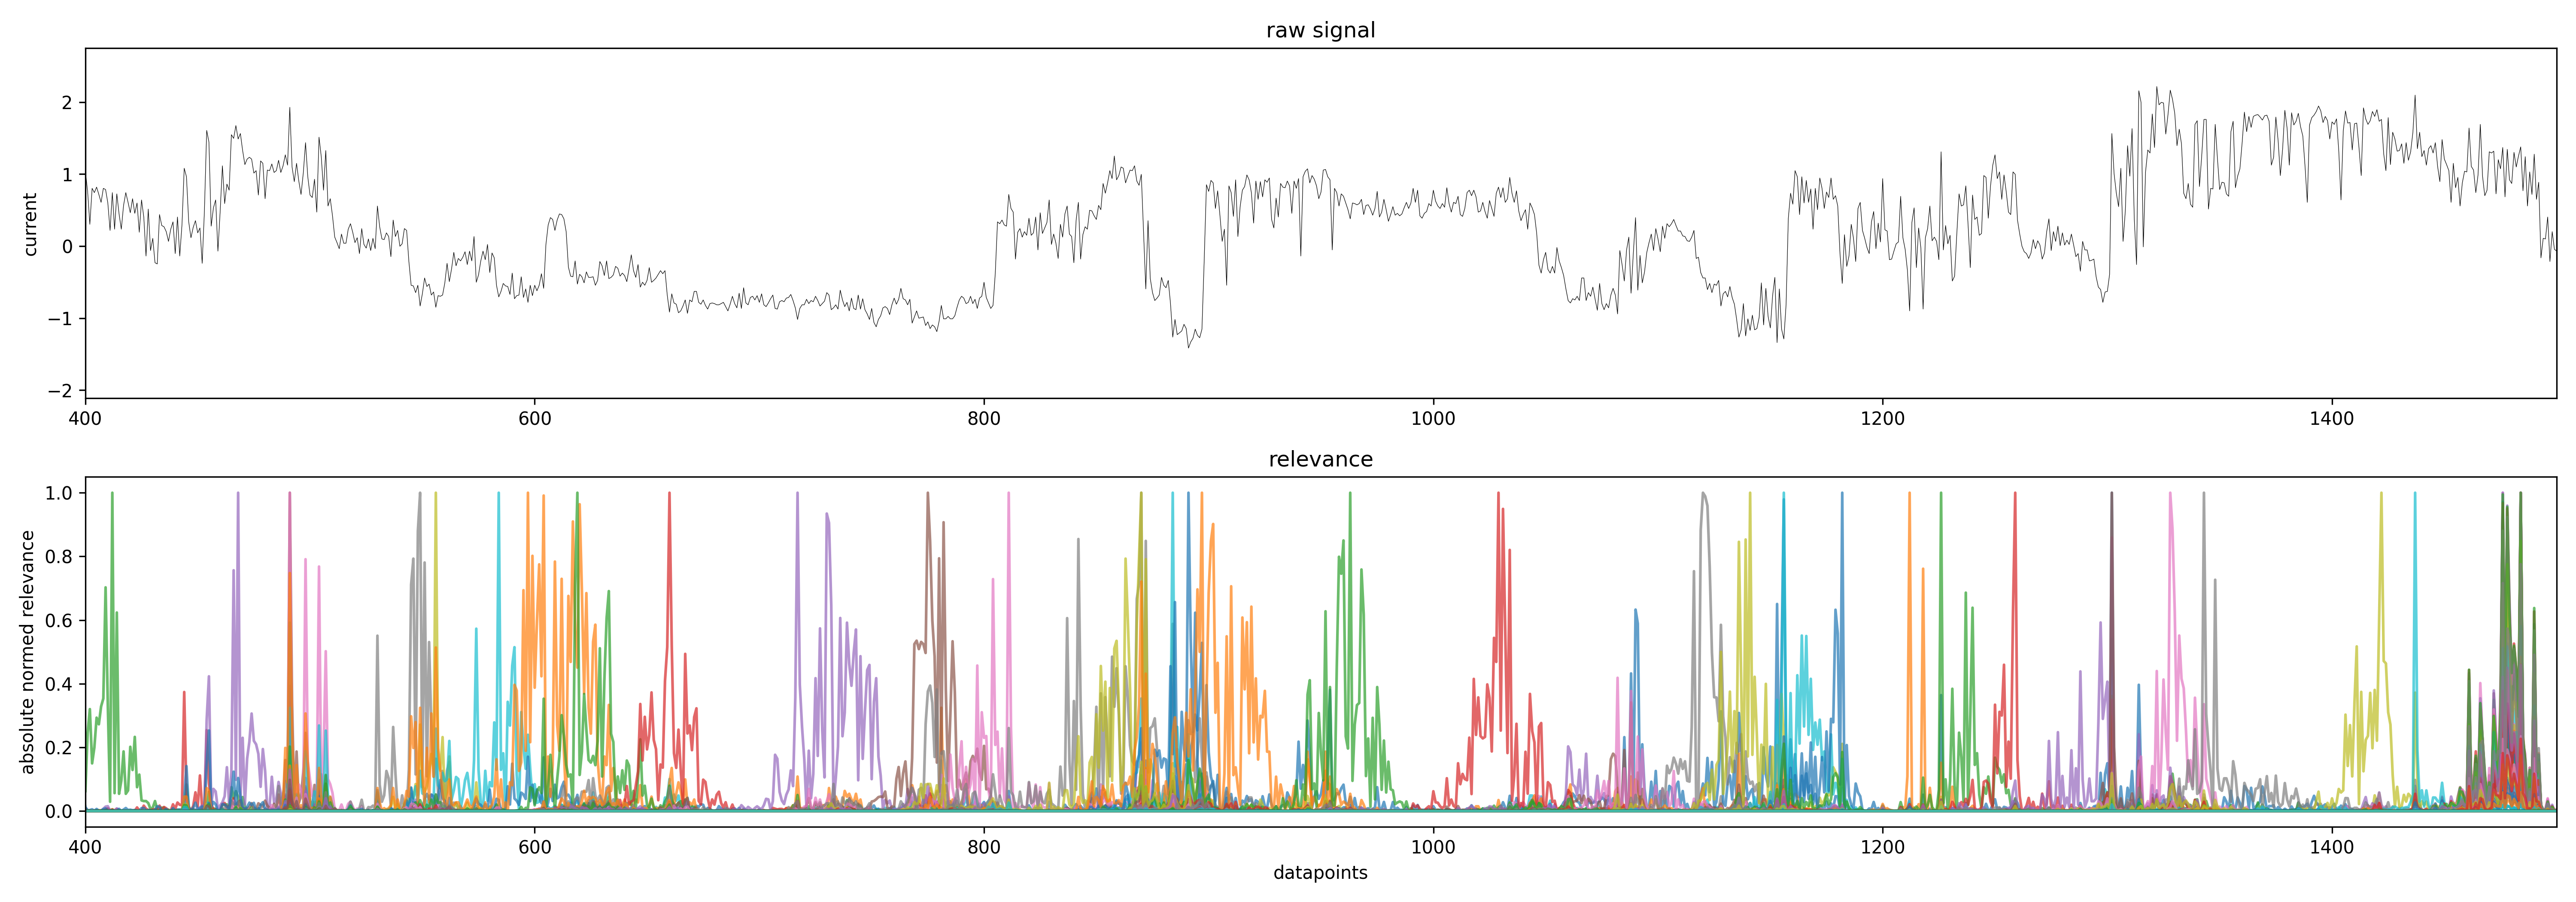 raw signal
current
2
1
0
−1
−2
400 600 800 1000 1200 1400
relevance
absolute normed relevance
1.0
0.8
0.6
0.4
0.2
0.0
400 600 800 1000 1200 1400
datapoints